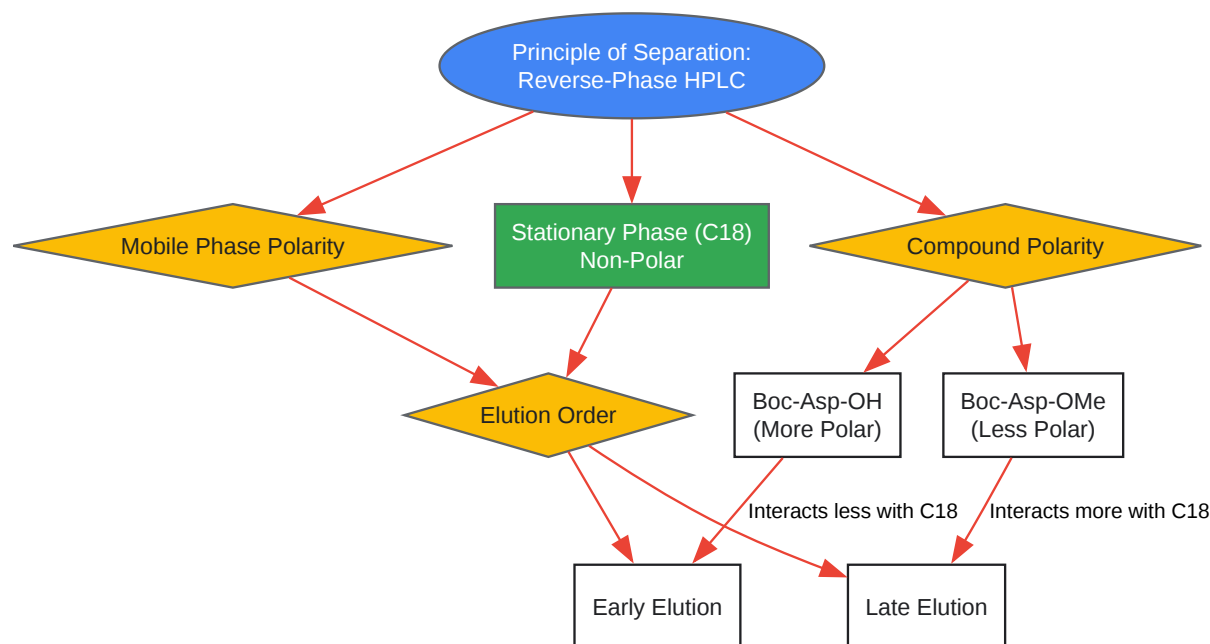 Principle of Separation:
Reverse-Phase HPLC
Mobile Phase Polarity
Stationary Phase (C18)
Non-Polar
Compound Polarity
Elution Order
Boc-Asp-OH
(More Polar)
Boc-Asp-OMe
(Less Polar)
Interacts less with C18
Interacts more with C18
Early Elution
Late Elution